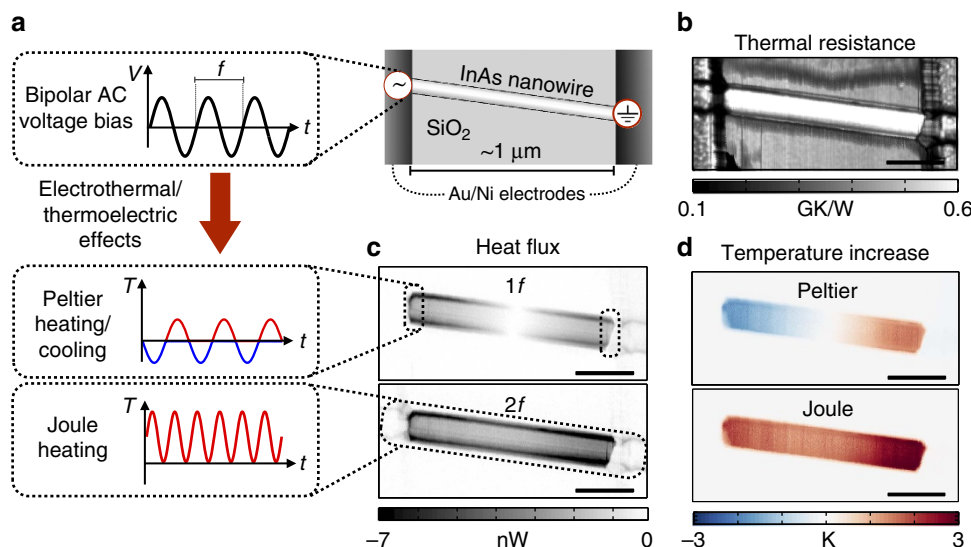 a
V
f
Bipolar AC
voltage bias
t
~
InAs nanowire
SiO2
~1 μm
Au/Ni electrodes
Electrothermal/
thermoelectric
effects
b
Thermal resistance
0.1
GK/W
0.6
T
Peltier
heating/
cooling
t
T
Joule
heating
t
c
Heat flux
1f
2f
–7
nW
0
d
Temperature increase
Peltier
Joule
–3
K
3